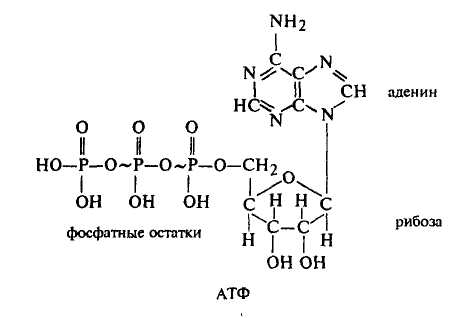 NH₂
C N
N C
CH аденин
HC C
N N
O O O
HO-P-O~P-O~P-O-CH₂
O
OH OH OH C H H C
C C рибоза
фосфатные остатки H H H H
OH OH
АТФ